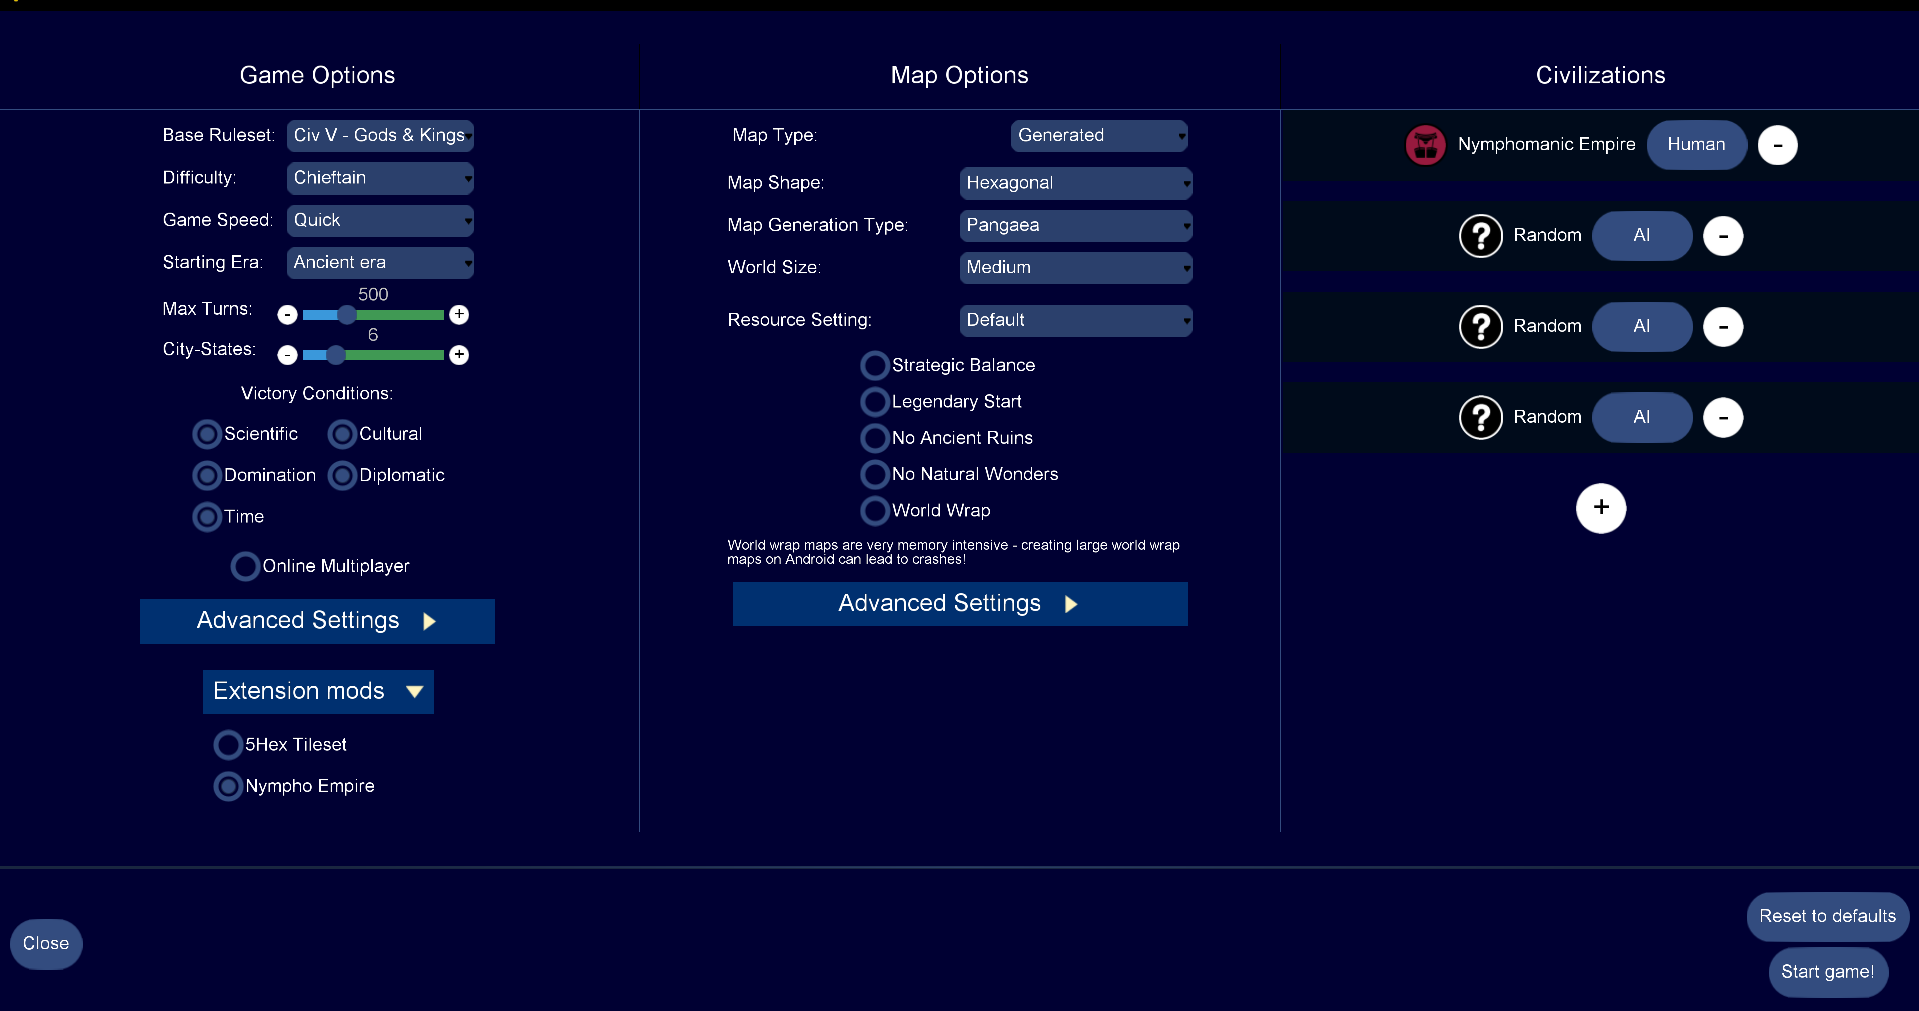 Game Options
Base Ruleset: Civ V - Gods & Kings
Difficulty: Chieftain
Game Speed: Quick
Starting Era: Ancient era
500
Max Turns: - +
6
City-States: - +
Victory Conditions:
Scientific Cultural
Domination Diplomatic
Time
Online Multiplayer
Advanced Settings
Extension mods
5Hex Tileset
Nympho Empire
Map Options
Map Type: Generated
Map Shape: Hexagonal
Map Generation Type: Pangaea
World Size: Medium
Resource Setting: Default
Strategic Balance
Legendary Start
No Ancient Ruins
No Natural Wonders
World Wrap
World wrap maps are very memory intensive - creating large world wrap
maps on Android can lead to crashes!
Advanced Settings
Civilizations
Nymphomanic Empire Human -
? Random AI -
? Random AI -
? Random AI -
+
Close
Reset to defaults
Start game!